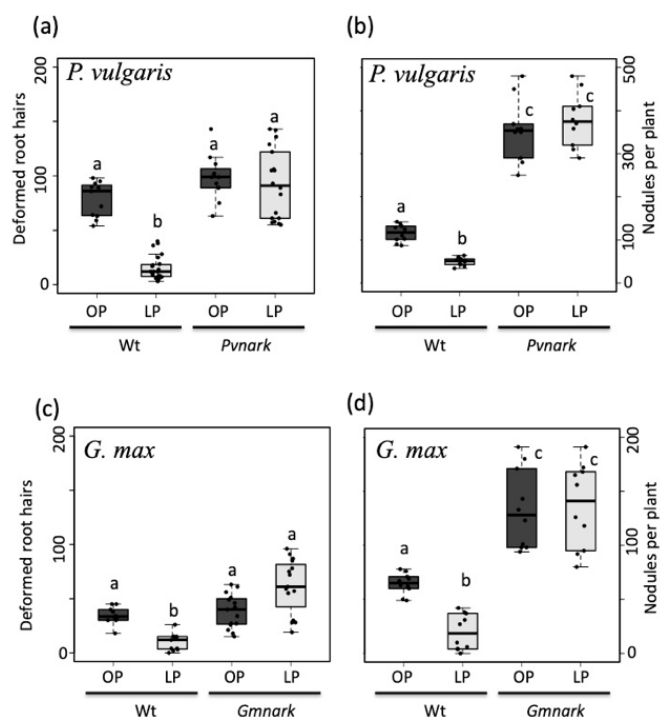 (a)
P. vulgaris
Deformed root hairs
200
100
0
a
b
a
a
OP LP OP LP
Wt Pvnark
(b)
P. vulgaris
Nodules per plant
500
300
100
0
a
b
c
c
OP LP OP LP
Wt Pvnark
(c)
G. max
Deformed root hairs
200
100
0
a
b
a
a
OP LP OP LP
Wt Gmnark
(d)
G. max
Nodules per plant
200
100
0
a
b
c
c
OP LP OP LP
Wt Gmnark